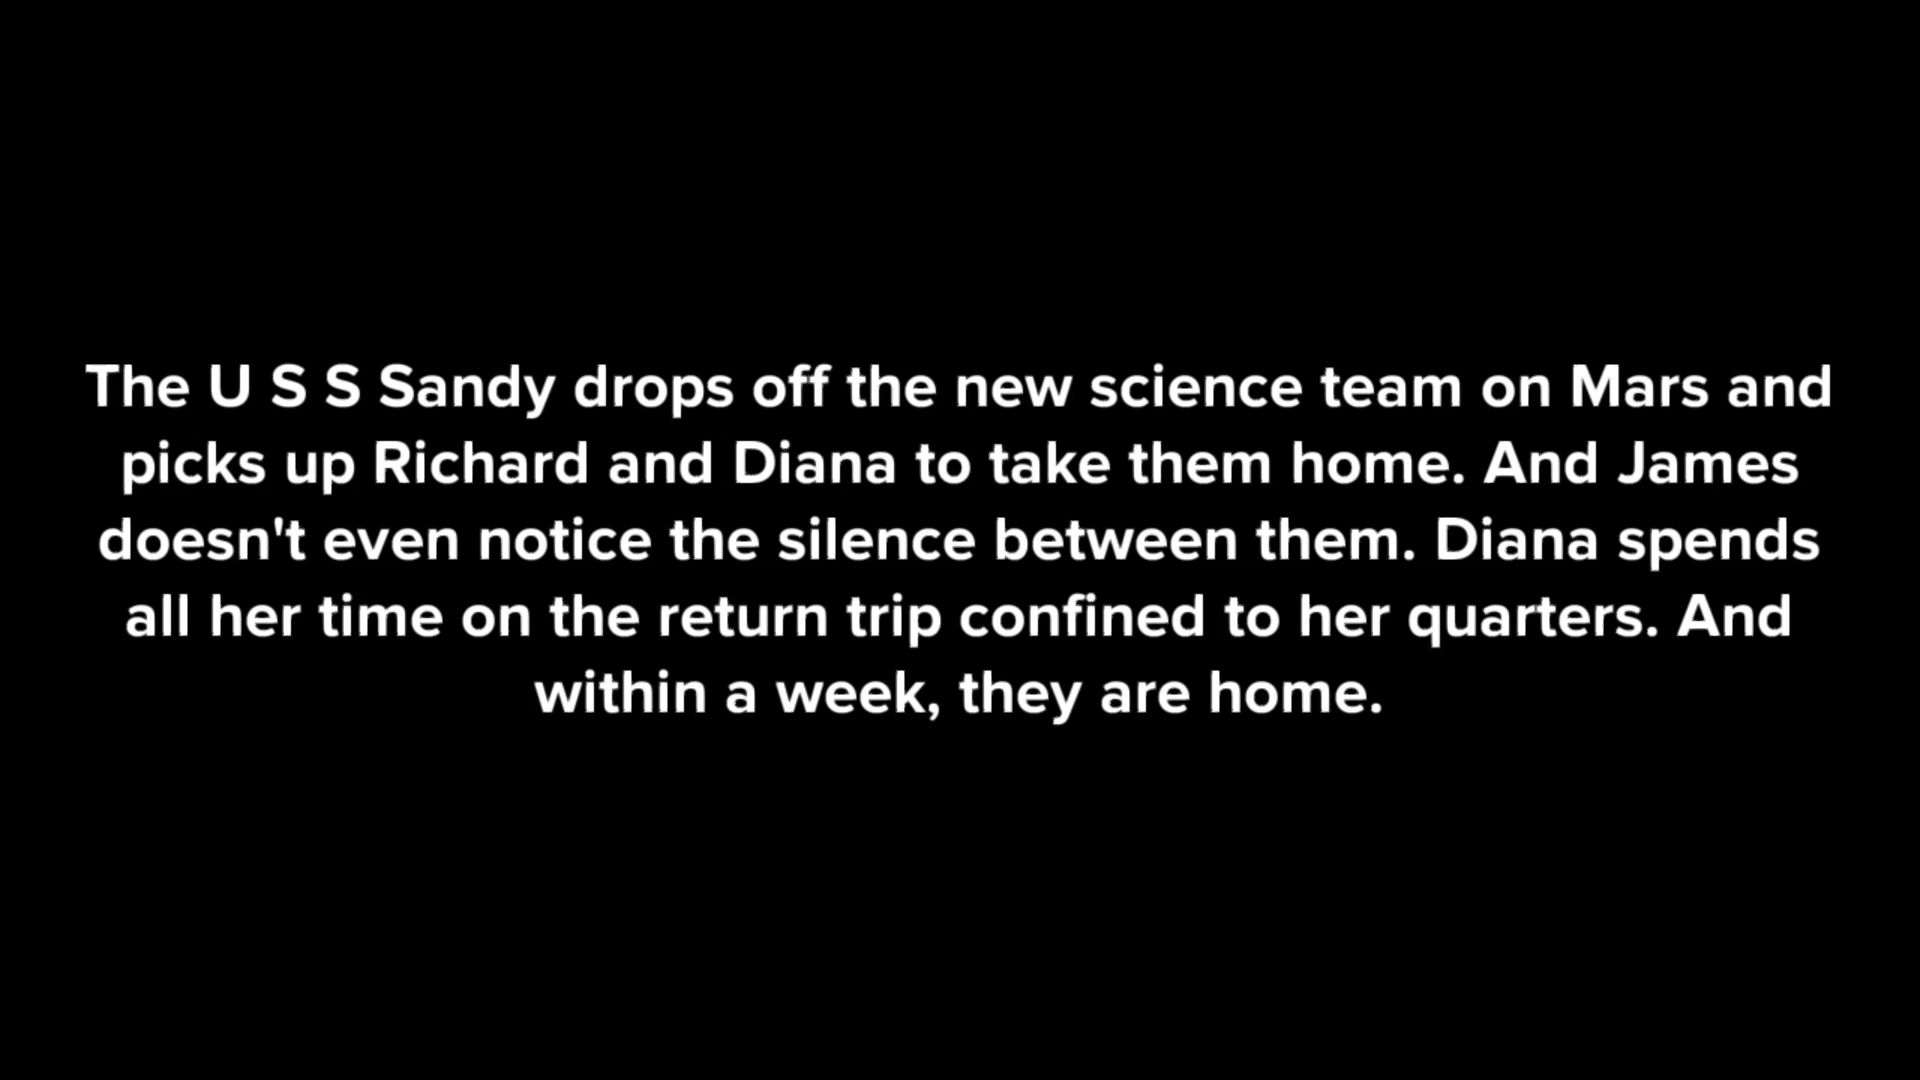 The U S S Sandy drops off the new science team on Mars and
picks up Richard and Diana to take them home. And James
doesn't even notice the silence between them. Diana spends
all her time on the return trip confined to her quarters. And
within a week, they are home.